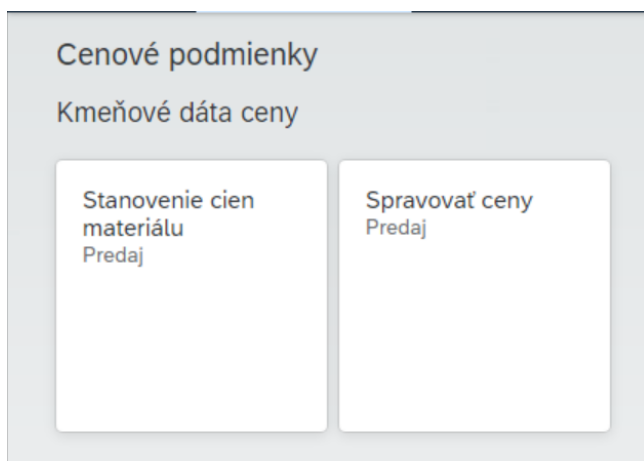 Cenové podmienky
Kmeňové dáta ceny
Stanovenie cien
materiálu
Predaj
Spravovať ceny
Predaj